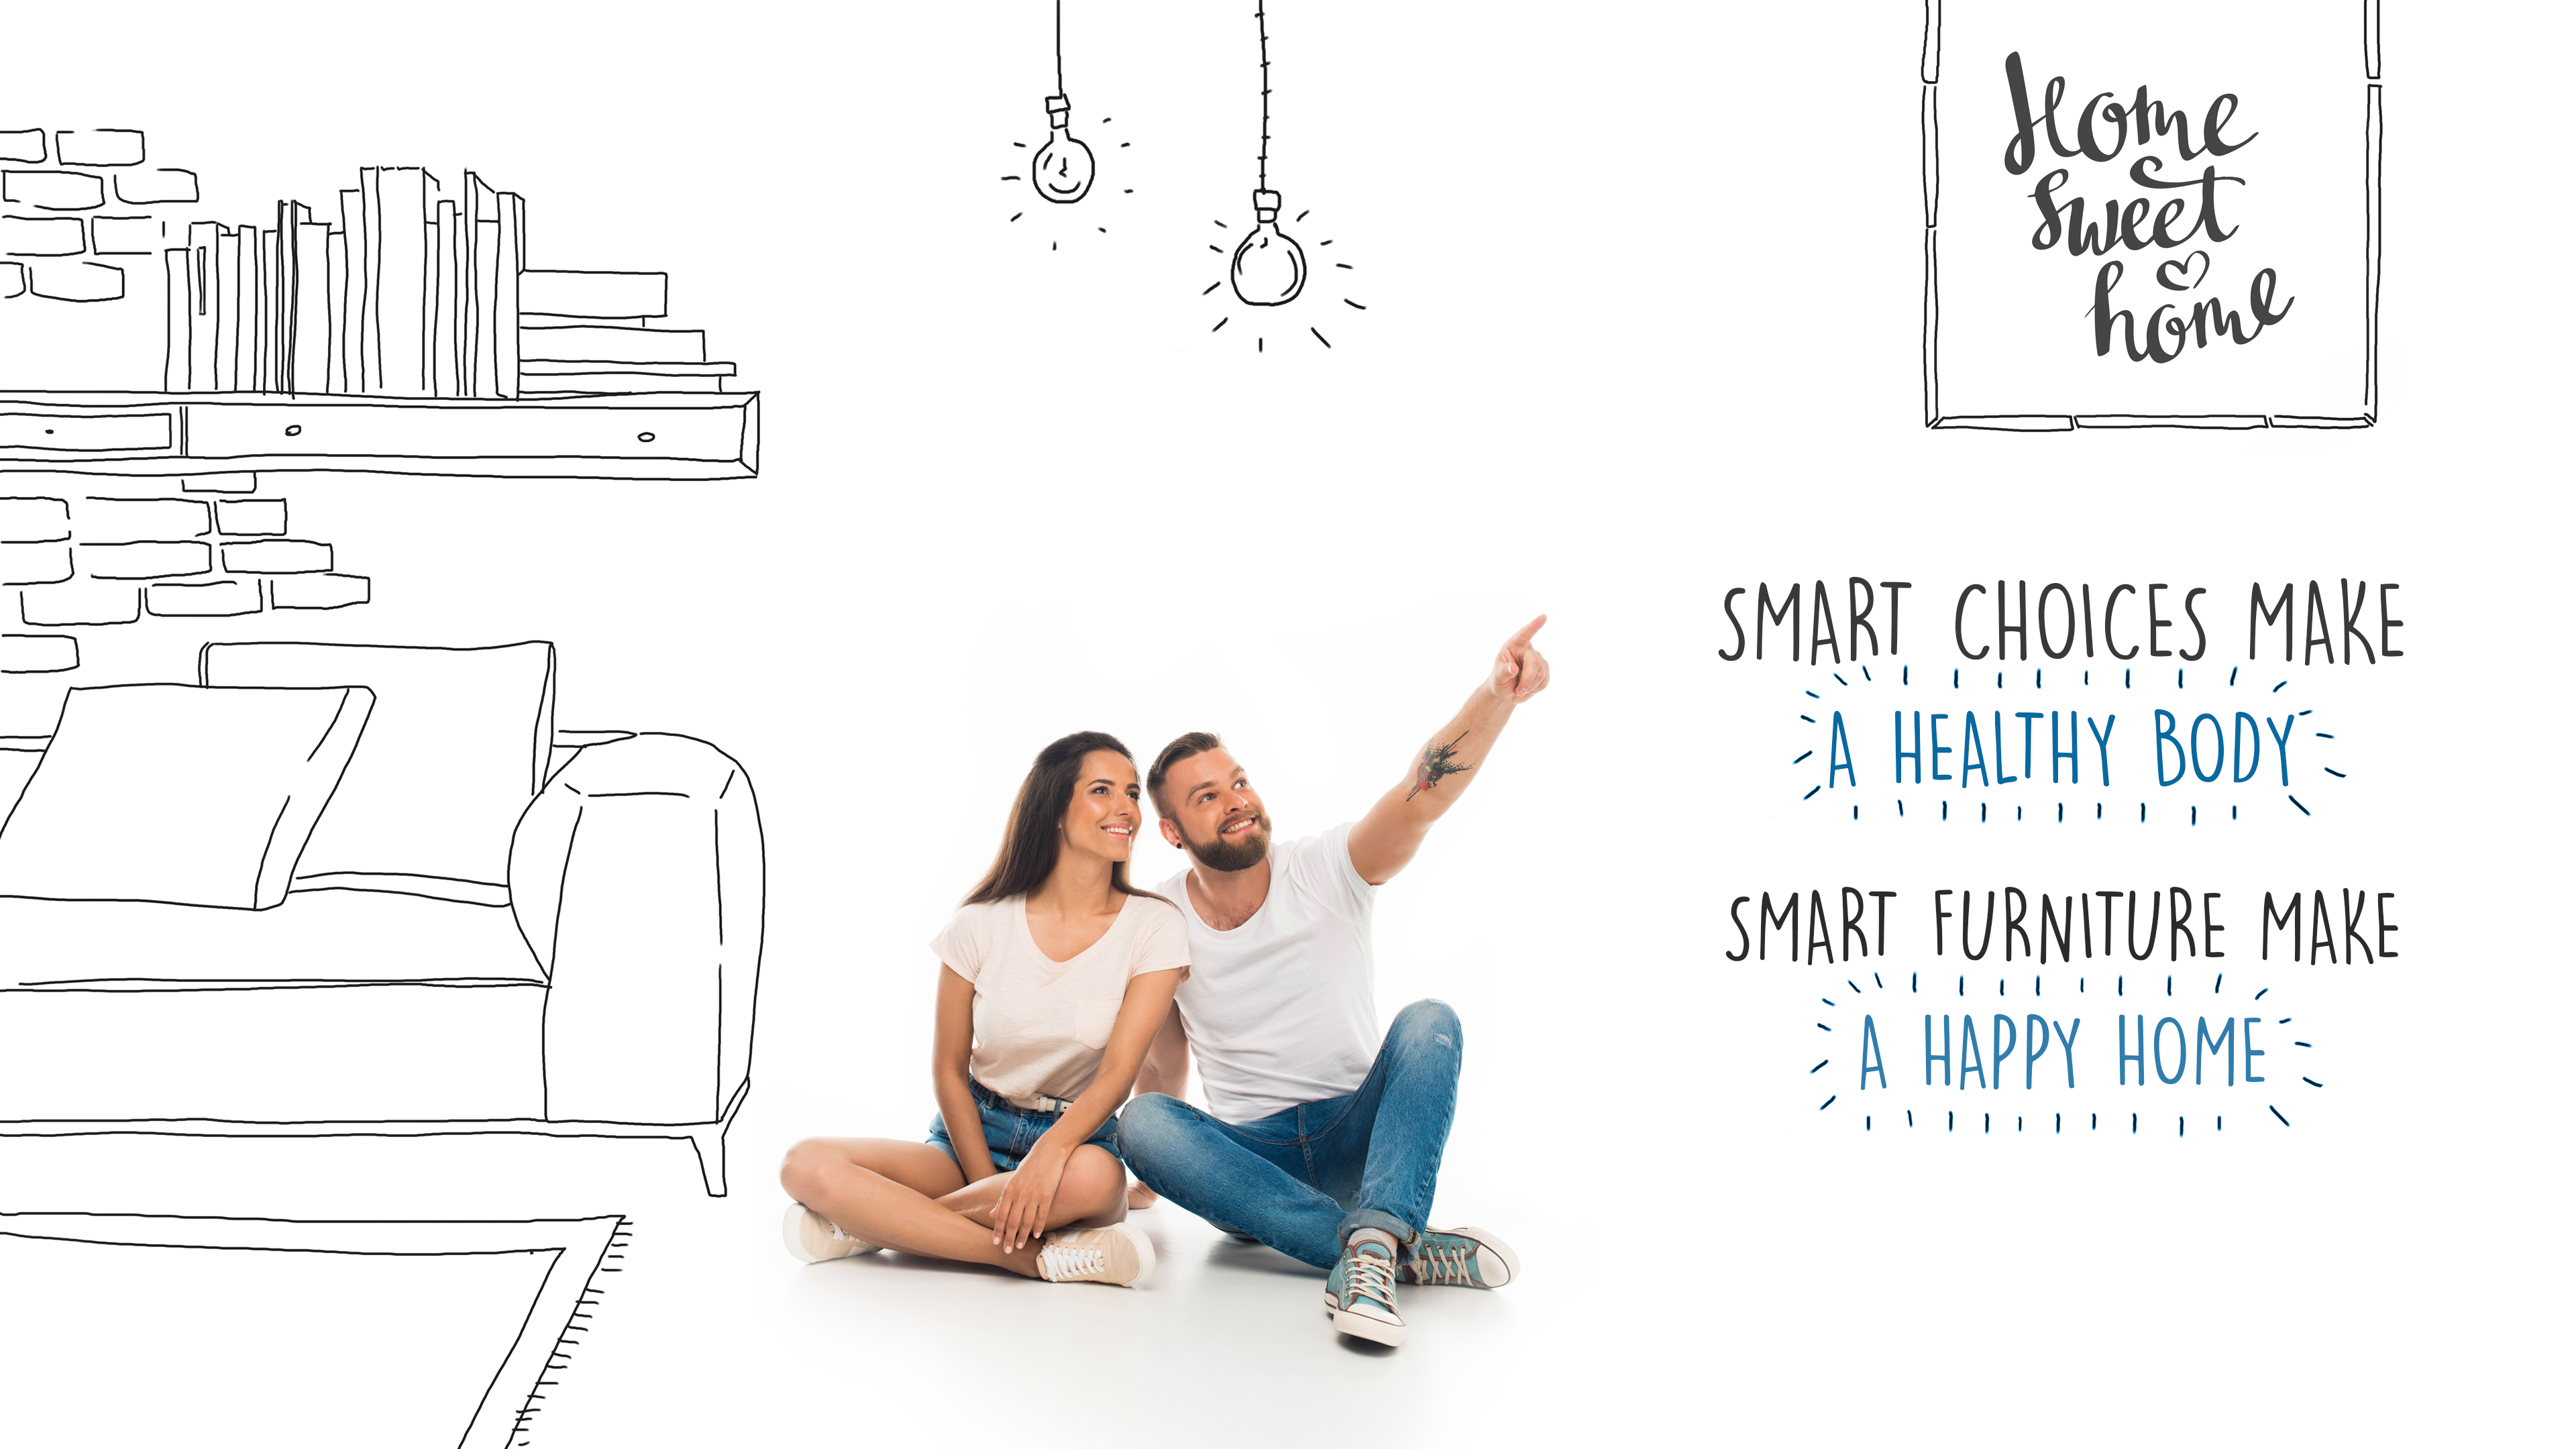 Home
sweet
home
SMART CHOICES MAKE
A HEALTHY BODY
SMART FURNITURE MAKE
A HAPPY HOME